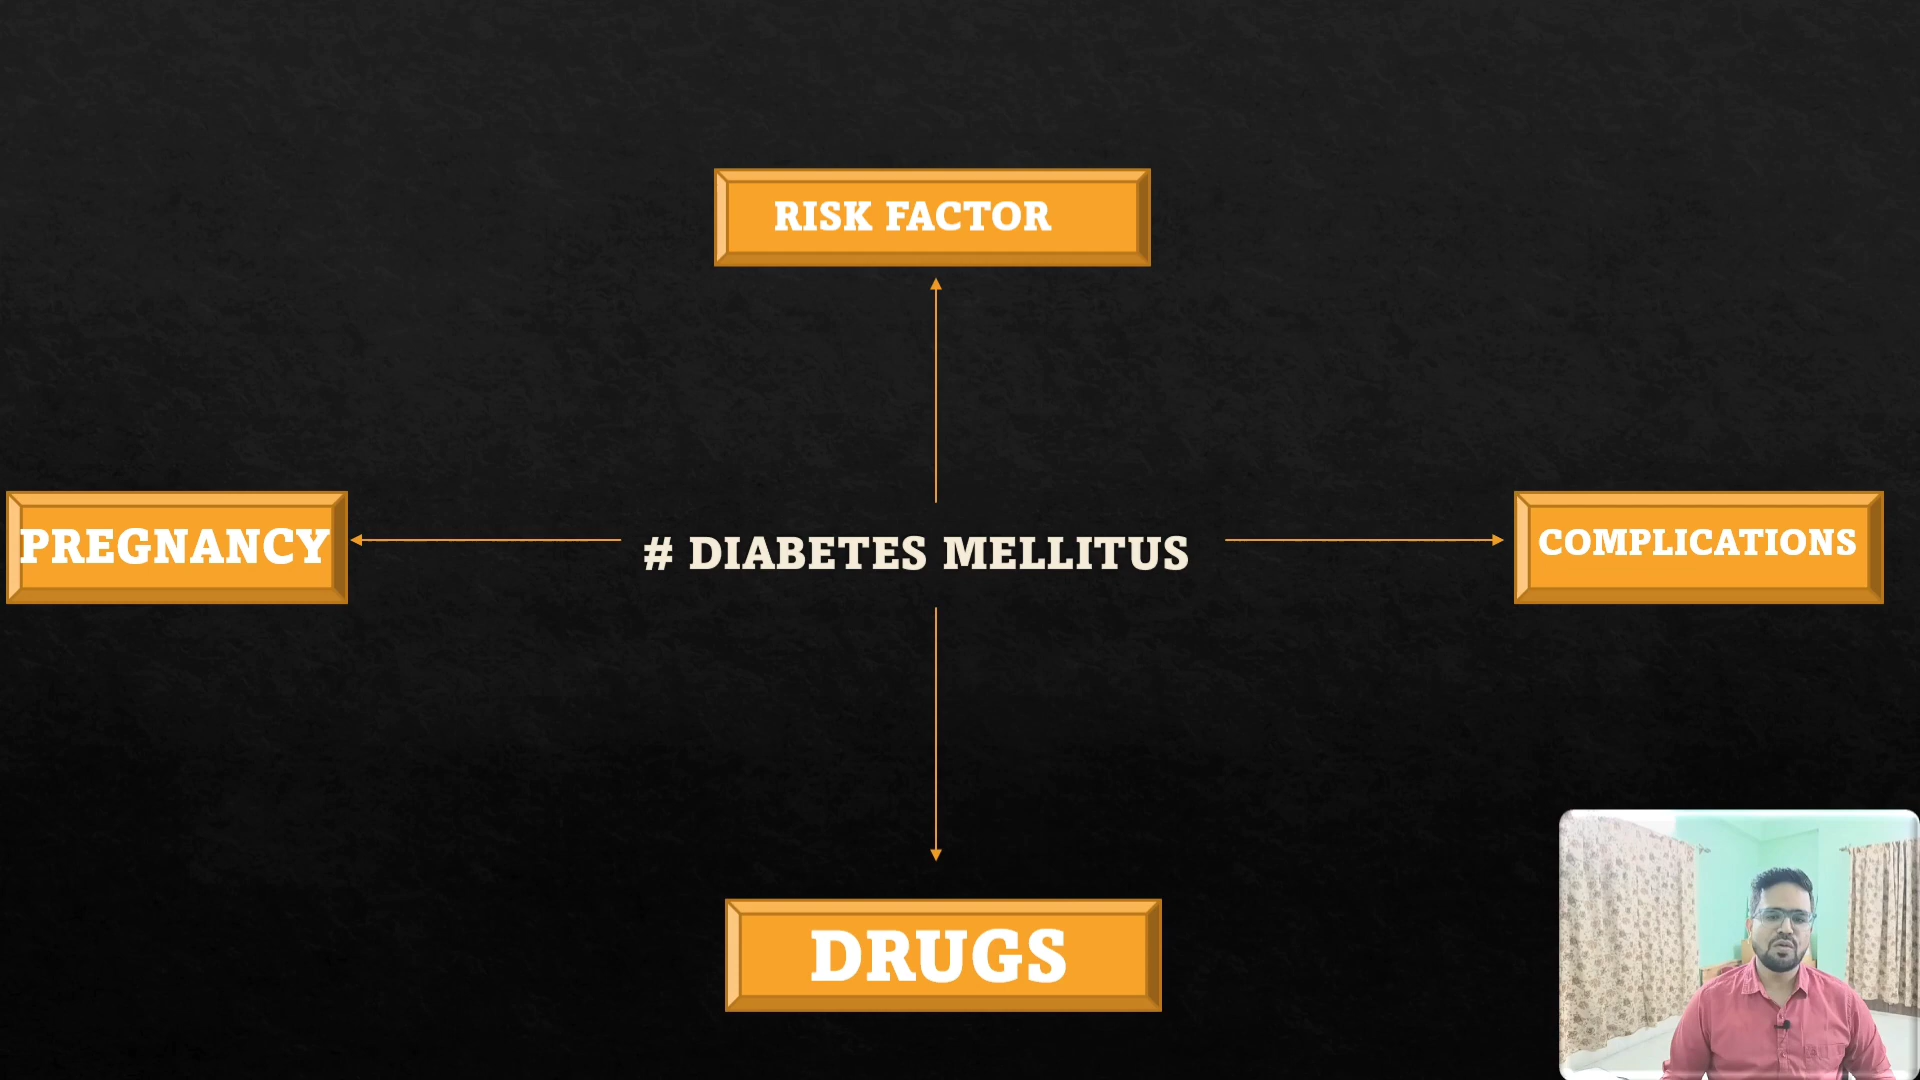 RISK FACTOR
PREGNANCY
# DIABETES MELLITUS
COMPLICATIONS
DRUGS